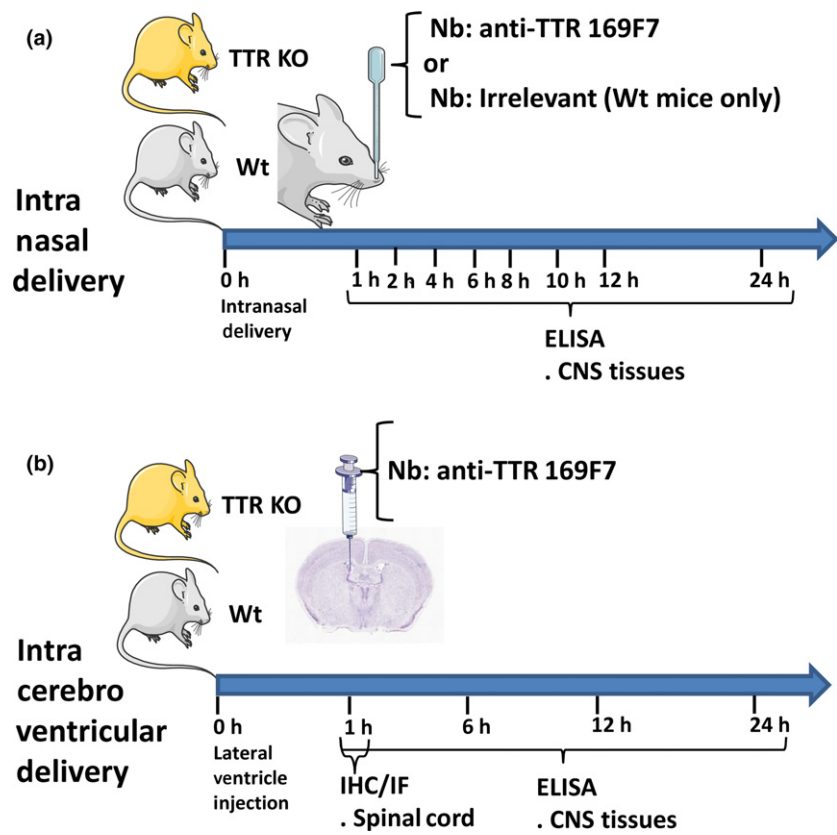 (a)
TTR KO
Wt
Nb: anti-TTR 169F7
or
Nb: Irrelevant (Wt mice only)
Intra
nasal
delivery
0 h
1 h
2 h
4 h
6 h
8 h
10 h
12 h
24 h
Intranasal
delivery
ELISA
. CNS tissues
(b)
TTR KO
Wt
Nb: anti-TTR 169F7
Intra
cerebro
ventricular
delivery
0 h
1 h
6 h
12 h
24 h
Lateral
ventricle
injection
IHC/IF
. Spinal cord
ELISA
. CNS tissues